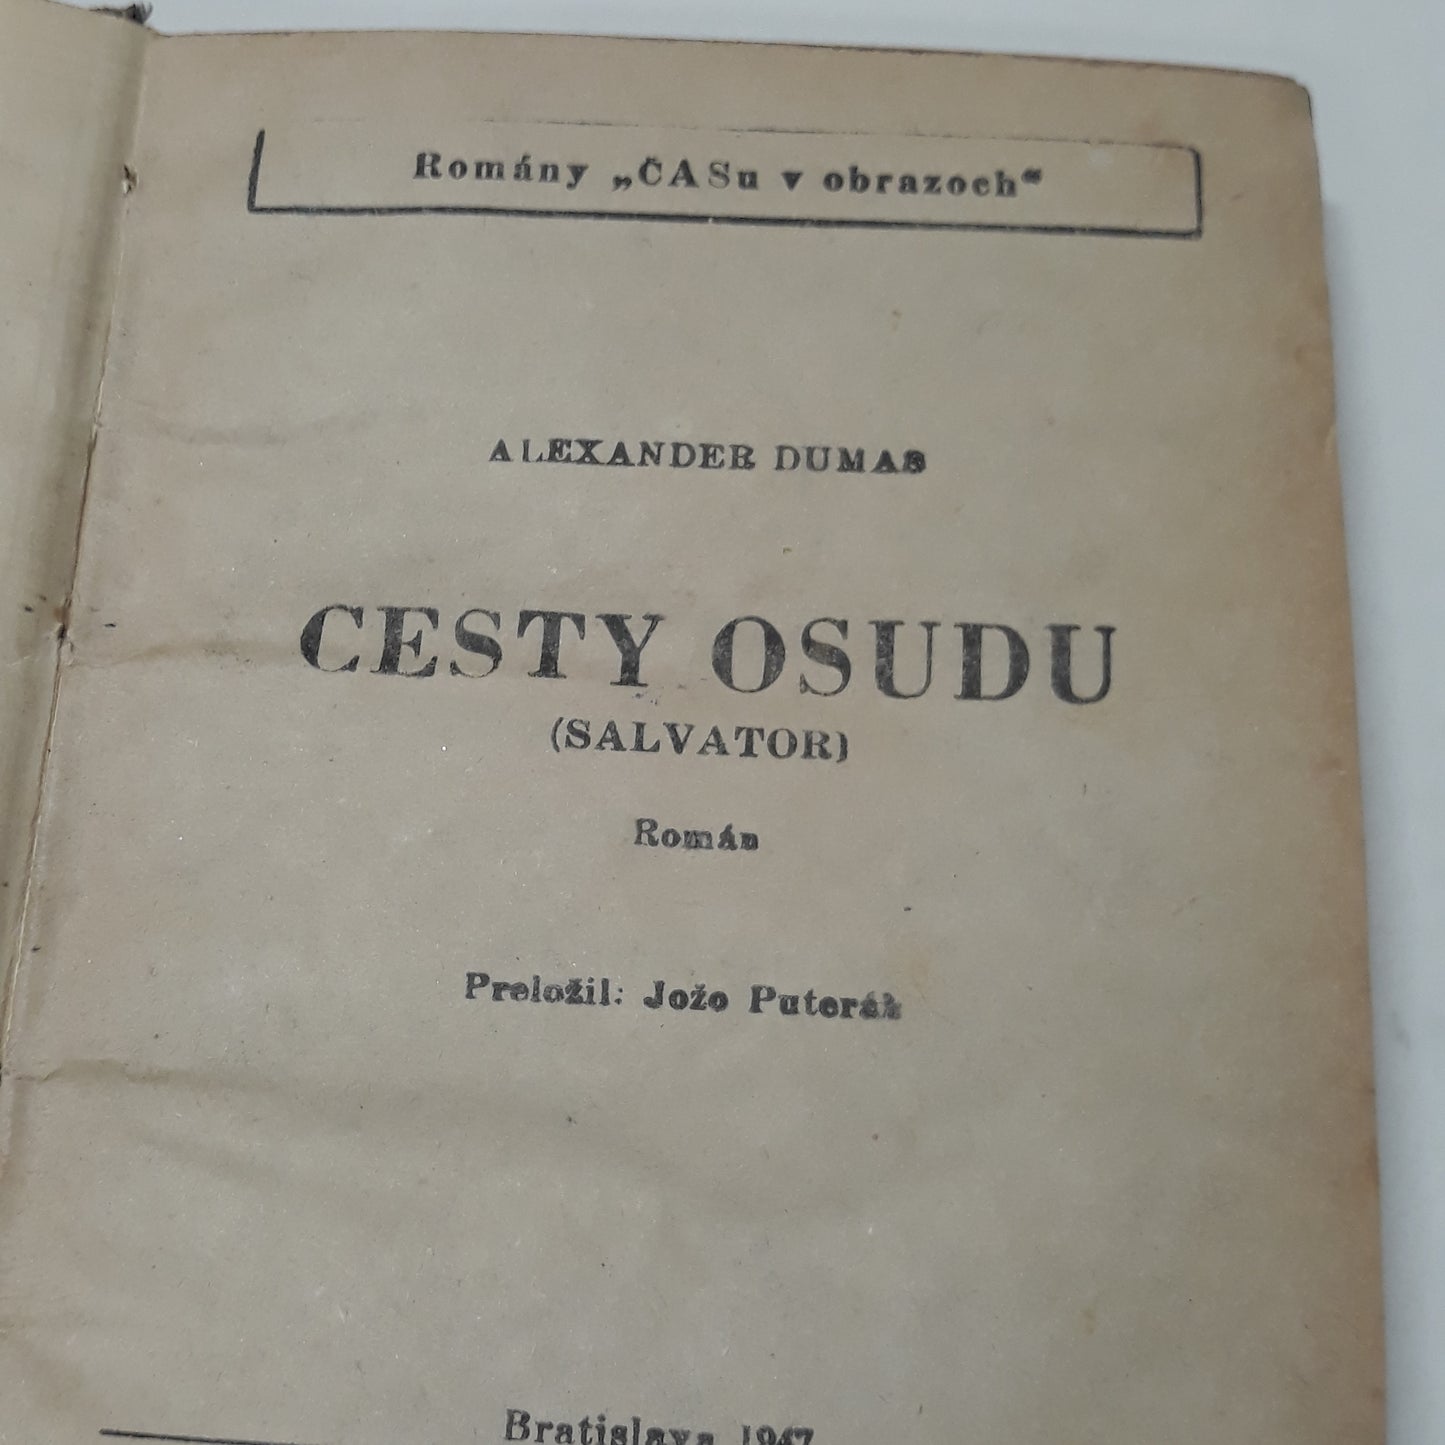 Romány „ČASu v obrazoch“
ALEXANDER DUMAS
CESTY OSUDU
(SALVATOR)
Román
Preložil: Jožo Puterák
Bratislava 1947